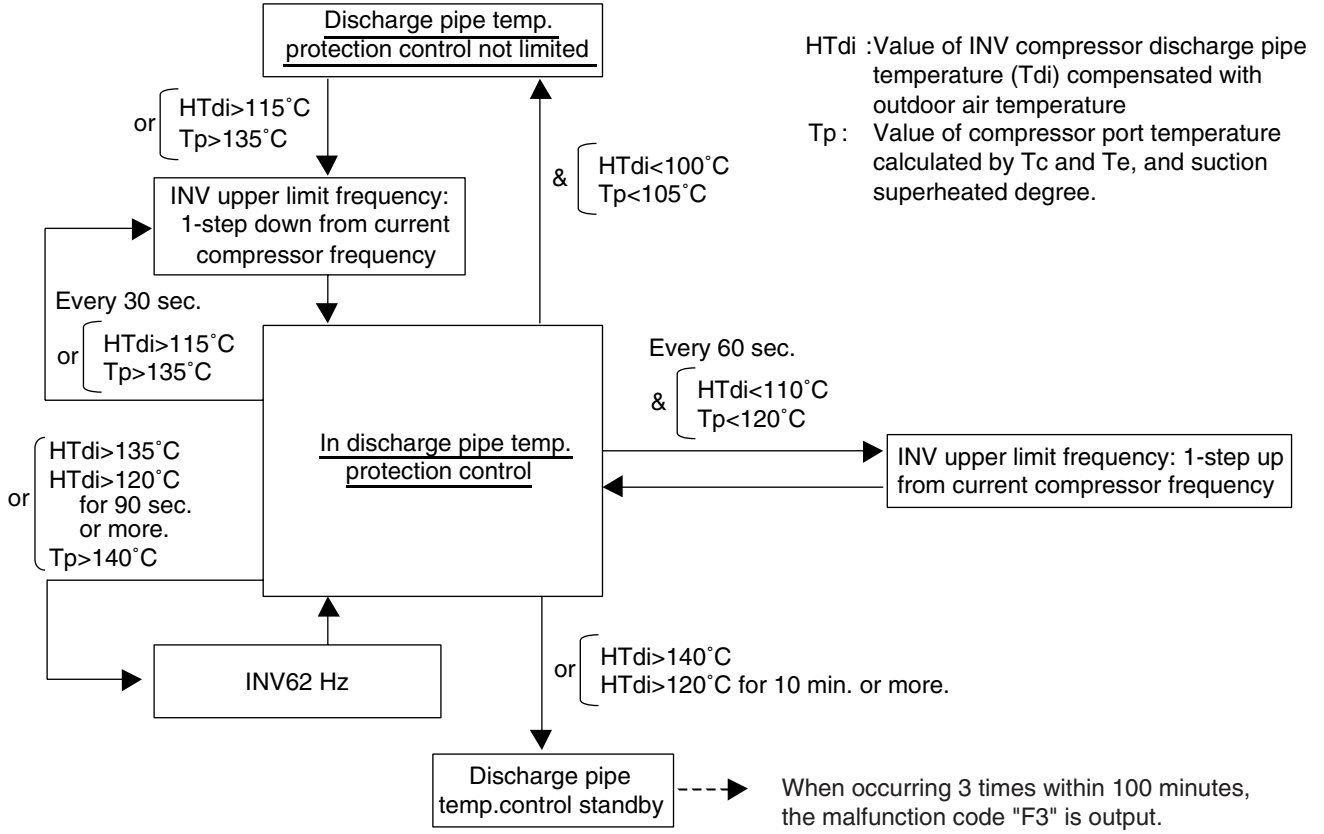 Discharge pipe temp.
protection control not limited
HTdi :Value of INV compressor discharge pipe
temperature (Tdi) compensated with
outdoor air temperature
Tp : Value of compressor port temperature
calculated by Tc and Te, and suction
superheated degree.
or
HTdi>115˚C
Tp>135˚C
&
HTdi<100˚C
Tp<105˚C
INV upper limit frequency:
1-step down from current
compressor frequency
Every 30 sec.
or
HTdi>115˚C
Tp>135˚C
Every 60 sec.
&
HTdi<110˚C
Tp<120˚C
In discharge pipe temp.
protection control
INV upper limit frequency: 1-step up
from current compressor frequency
or
HTdi>135˚C
HTdi>120˚C
for 90 sec.
or more.
Tp>140˚C
INV62 Hz
or
HTdi>140˚C
HTdi>120˚C for 10 min. or more.
Discharge pipe
temp.control standby
When occurring 3 times within 100 minutes,
the malfunction code "F3" is output.